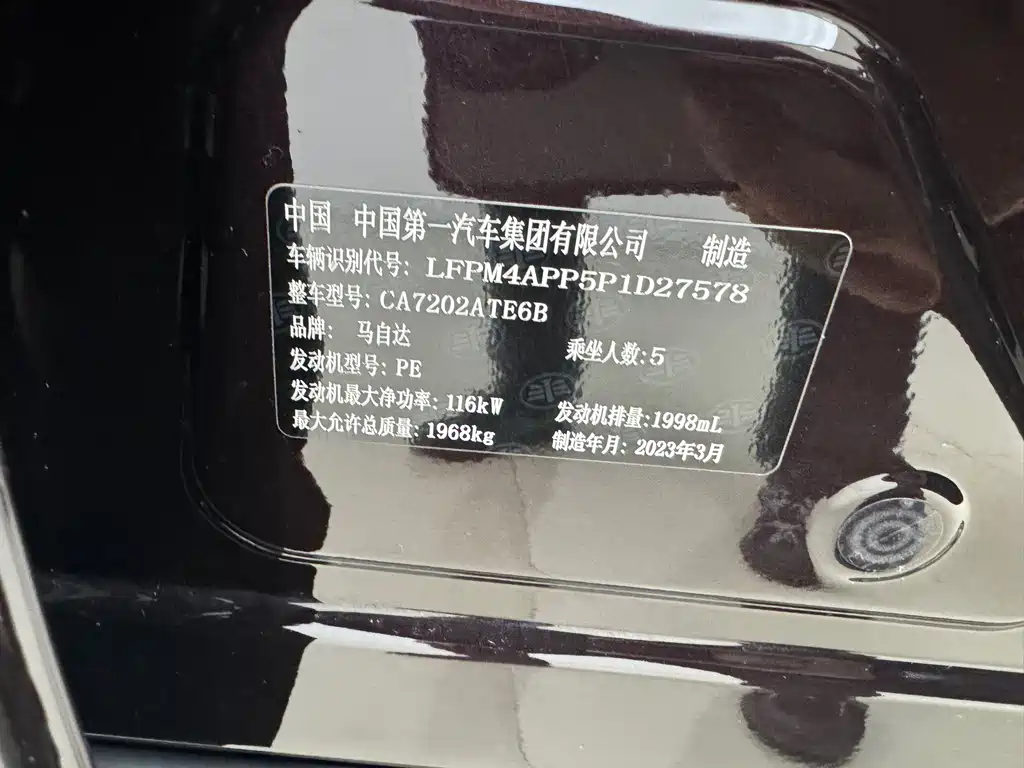 中国 中国第一汽车集团有限公司 制造
车辆识别代号: LFPM4APP5P1D27578
整车型号: CA7202ATE6B
品牌: 马自达 乘坐人数: 5
发动机型号: PE
发动机最大净功率: 116kW 发动机排量: 1998mL
最大允许总质量: 1968kg 制造年月: 2023年3月